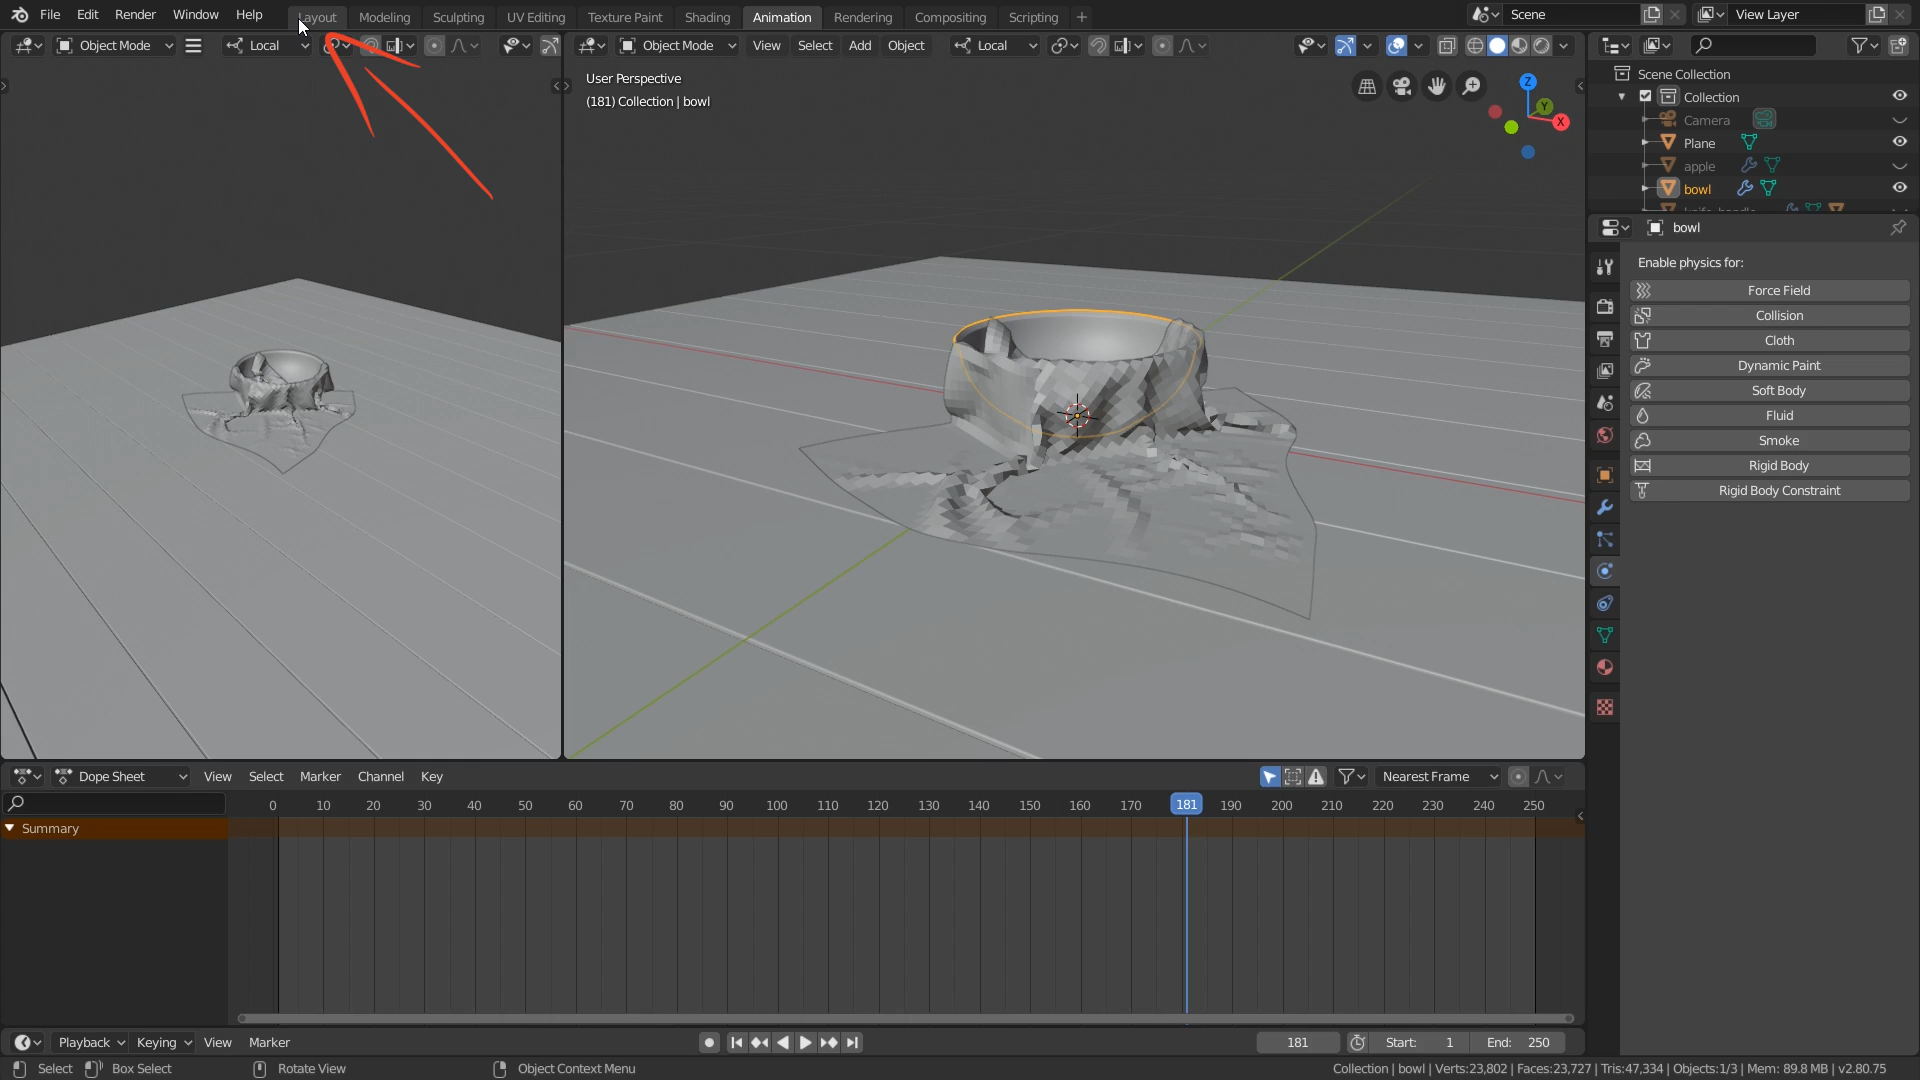 File Edit Render Window Help Layout Modeling Sculpting UV Editing Texture Paint Shading Animation Rendering Compositing Scripting + Scene View Layer
Object Mode Local Object Mode View Select Add Object Local
User Perspective
(181) Collection | bowl
Z
Y
X
Scene Collection
Collection
Camera
Plane
apple
bowl
bowl
Enable physics for:
Force Field
Collision
Cloth
Dynamic Paint
Soft Body
Fluid
Smoke
Rigid Body
Rigid Body Constraint
Dope Sheet View Select Marker Channel Key Nearest Frame
0 10 20 30 40 50 60 70 80 90 100 110 120 130 140 150 160 170 181 190 200 210 220 230 240 250
Summary
Playback Keying View Marker 181 Start: 1 End: 250
Select Box Select Rotate View Object Context Menu Collection | bowl | Verts:23,802 | Faces:23,727 | Tris:47,334 | Objects:1/3 | Mem: 89.8 MB | v2.80.75